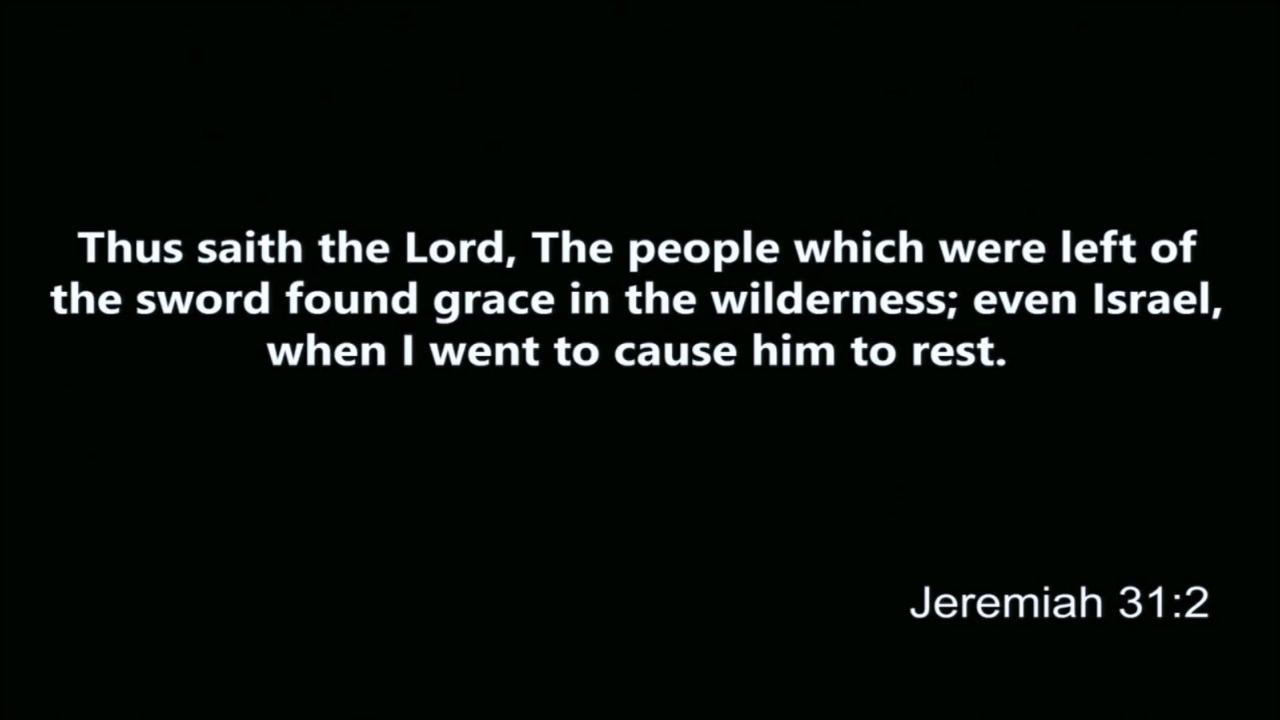 Thus saith the Lord, The people which were left of
the sword found grace in the wilderness; even Israel,
when I went to cause him to rest.
Jeremiah 31:2